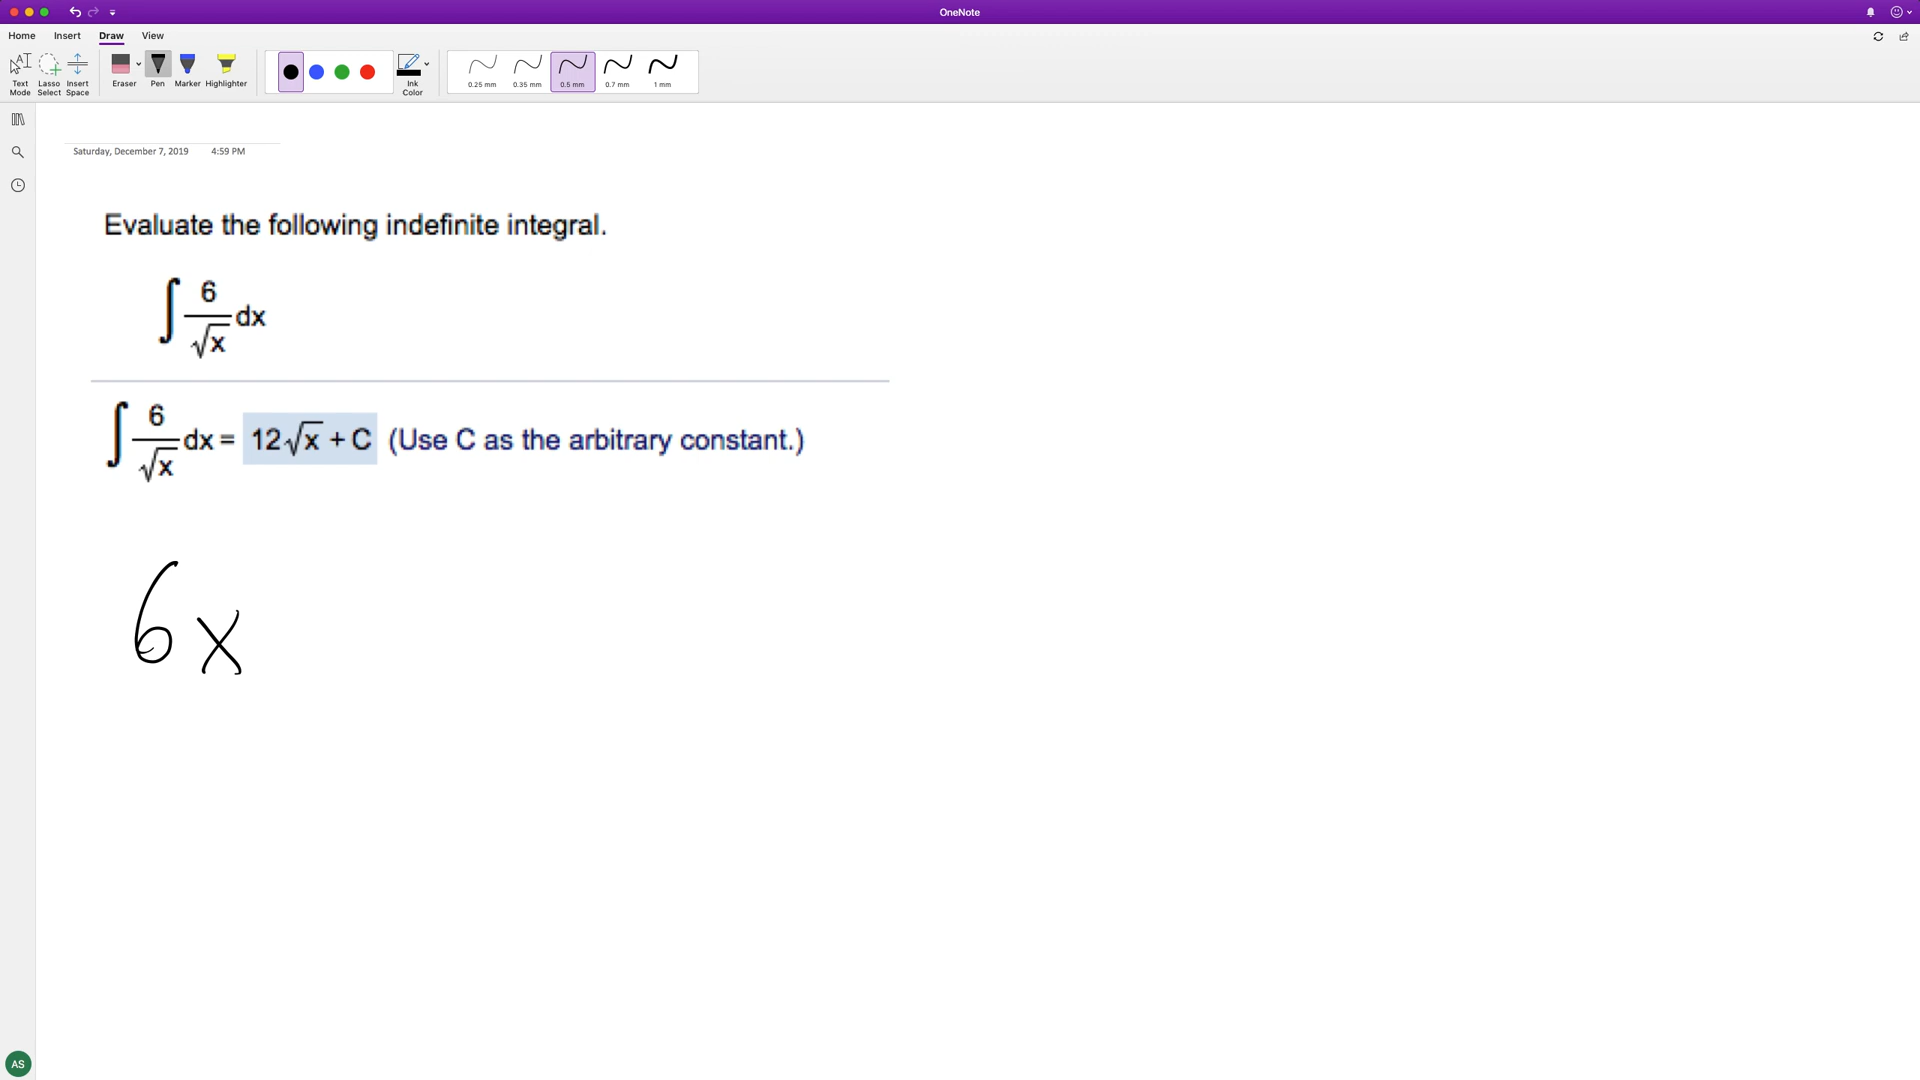 OneNote
Home Insert Draw View
Text Mode Lasso Select Insert Space Eraser Pen Marker Highlighter Ink Color 0.25 mm 0.35 mm 0.5 mm 0.7 mm 1 mm
Saturday, December 7, 2019 4:59 PM
Evaluate the following indefinite integral.
∫ 6/√x dx
∫ 6/√x dx = 12√x + C (Use C as the arbitrary constant.)
6x
AS